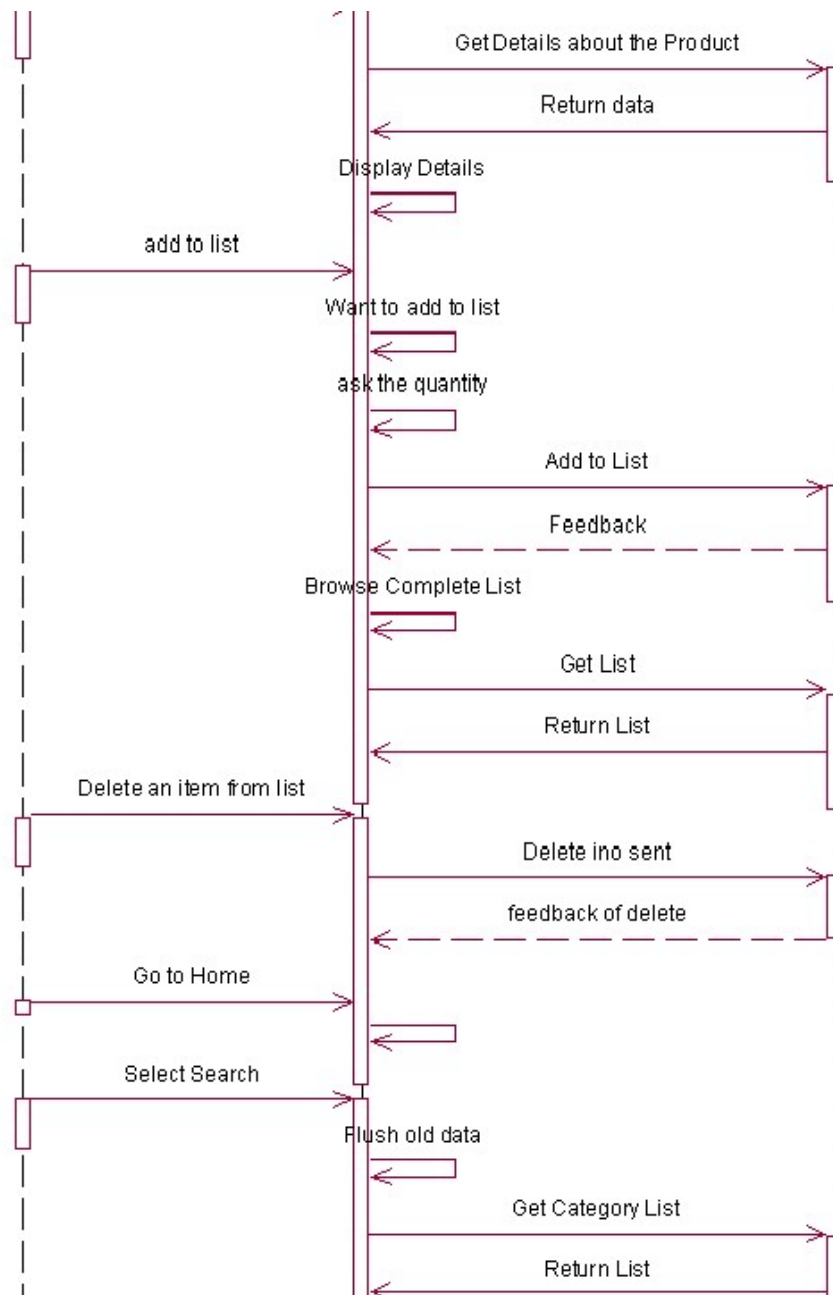 Get Details about the Product
Return data
Display Details
add to list
Want to add to list
ask the quantity
Add to List
Feedback
Browse Complete List
Get List
Return List
Delete an item from list
Delete ino sent
feedback of delete
Go to Home
Select Search
Flush old data
Get Category List
Return List